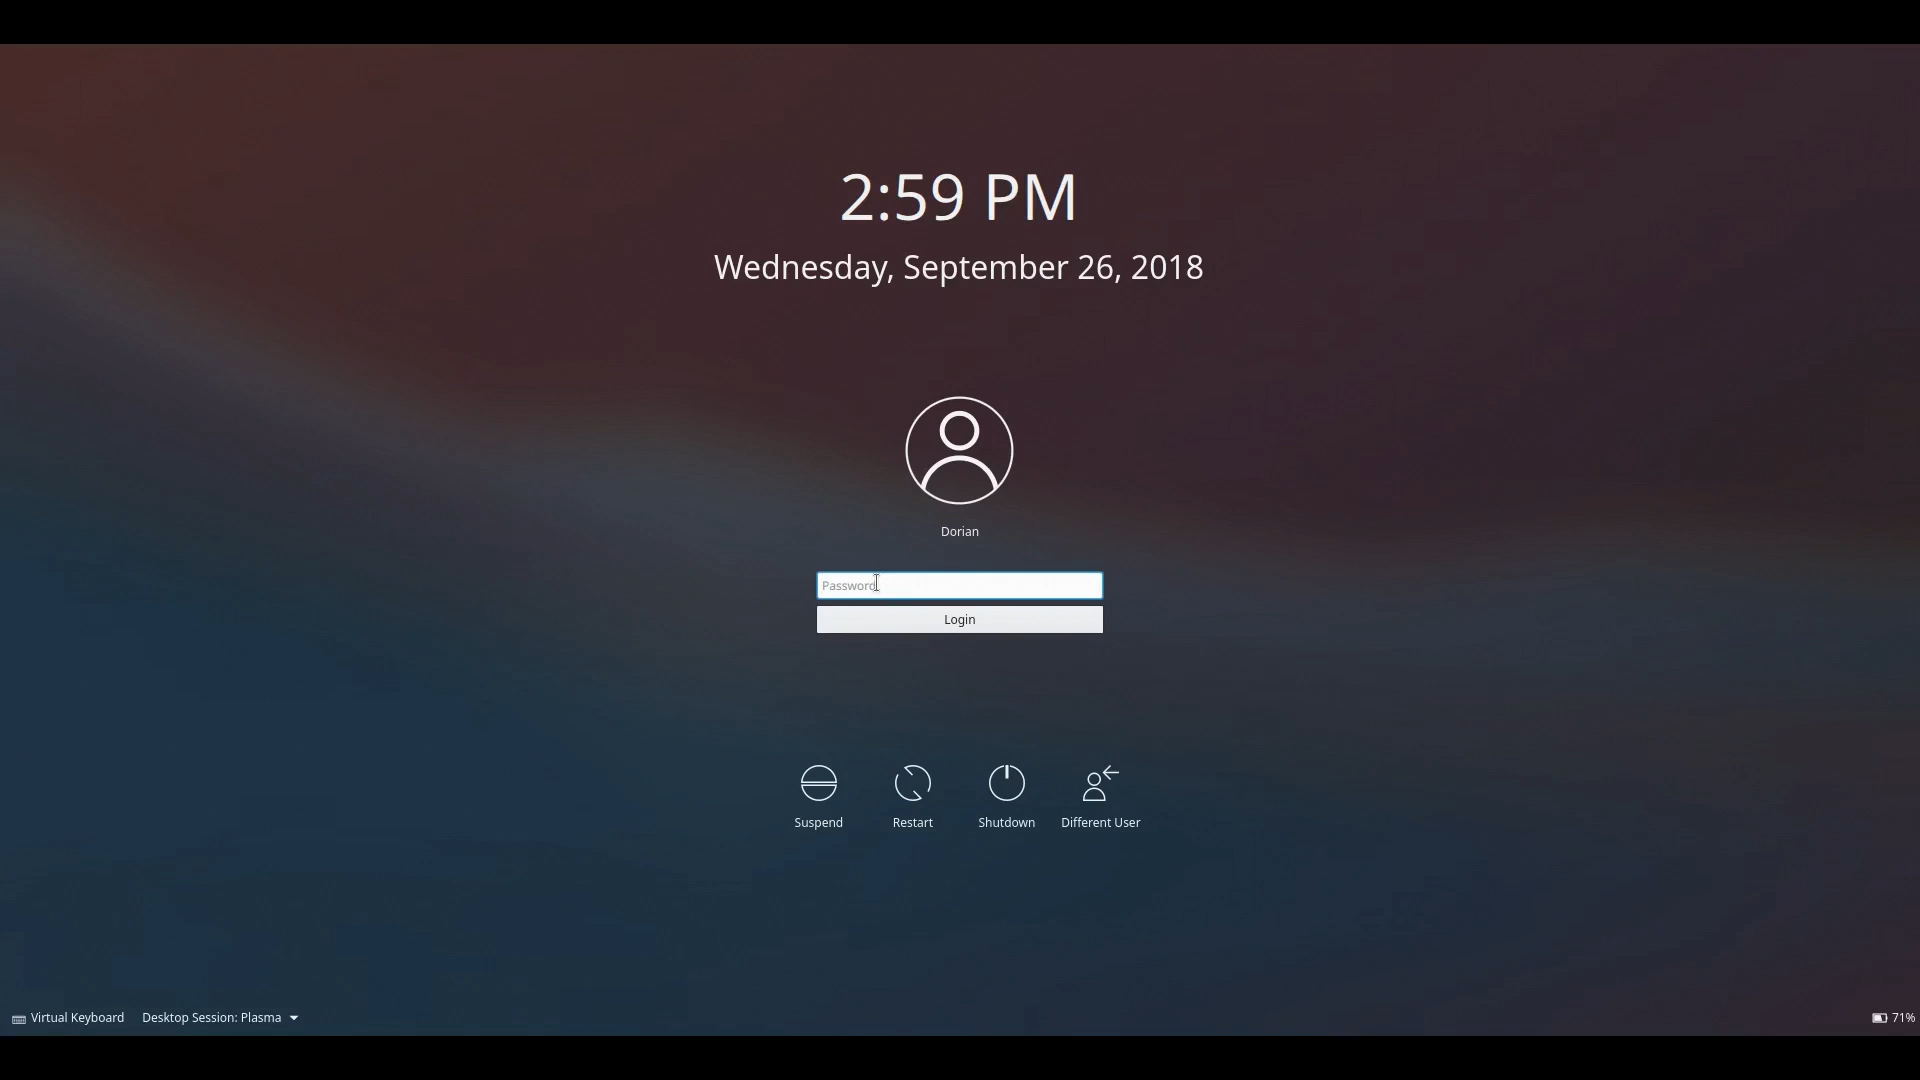 2:59 PM
Wednesday, September 26, 2018
Dorian
Password
Login
Suspend
Restart
Shutdown
Different User
Virtual Keyboard
Desktop Session: Plasma
71%